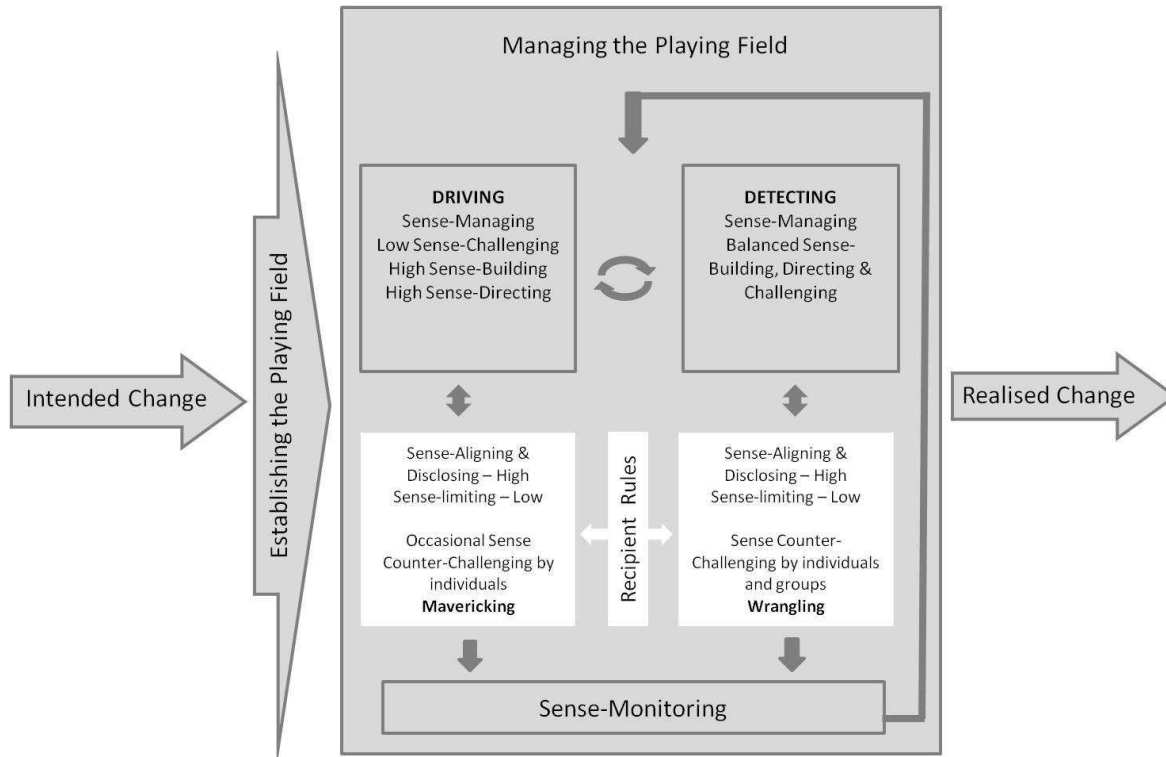 Managing the Playing Field
Intended Change
Establishing the Playing Field
DRIVING
Sense-Managing
Low Sense-Challenging
High Sense-Building
High Sense-Directing
DETECTING
Sense-Managing
Balanced Sense-
Building, Directing &
Challenging
Sense-Aligning &
Disclosing – High
Sense-limiting – Low
Occasional Sense
Counter-Challenging by
individuals
Mavericking
Recipient Rules
Sense-Aligning &
Disclosing – High
Sense-limiting – Low
Sense Counter-
Challenging by individuals
and groups
Wrangling
Sense-Monitoring
Realised Change